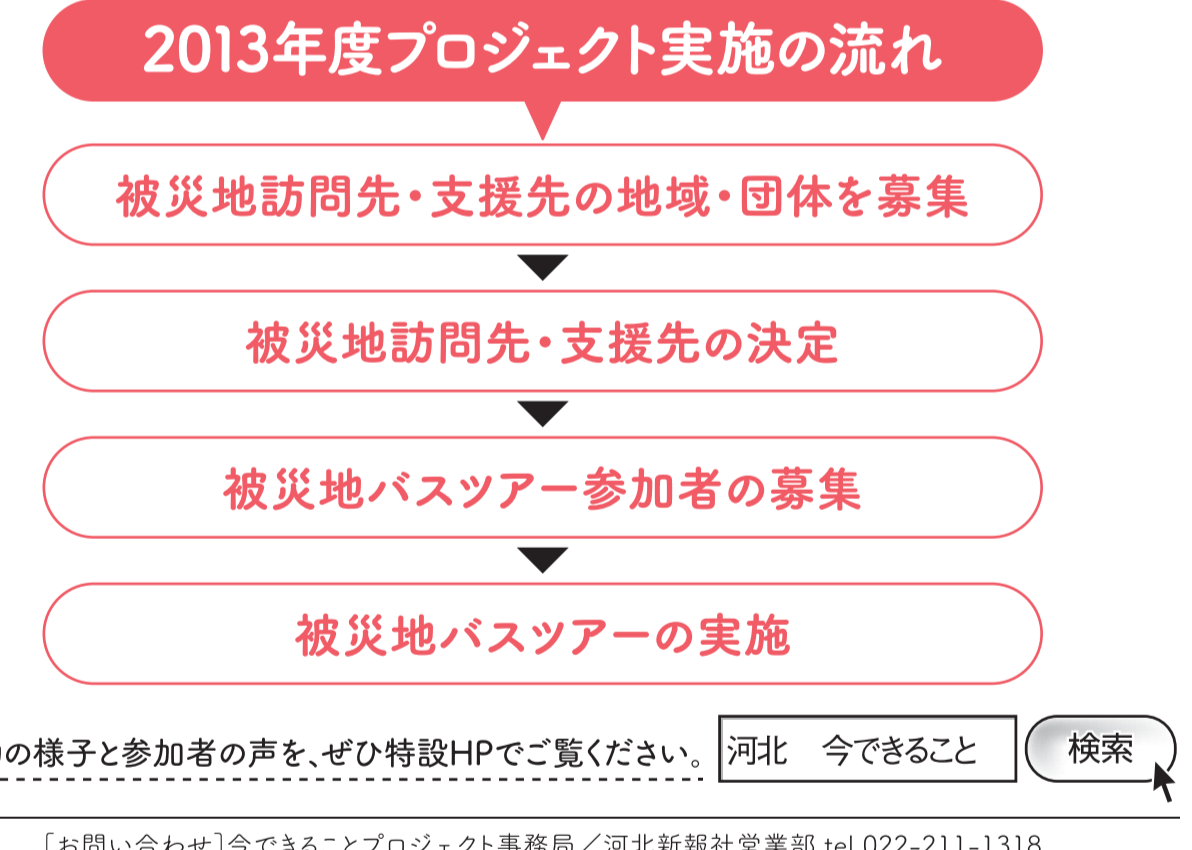 2013年度プロジェクト実施の流れ
被災地訪問先・支援先の地域・団体を募集
被災地訪問先・支援先の決定
被災地バスツアー参加者の募集
被災地バスツアーの実施
の様子と参加者の声を、ぜひ特設HPでご覧ください。 河北　今できること 検索
［お問い合わせ］今できることプロジェクト事務局／河北新報社営業部 tel.022-211-1318